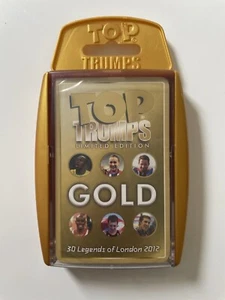 TOP
TRUMPS
TOP
TRUMPS
LIMITED EDITION
GOLD
30 Legends of London 2012